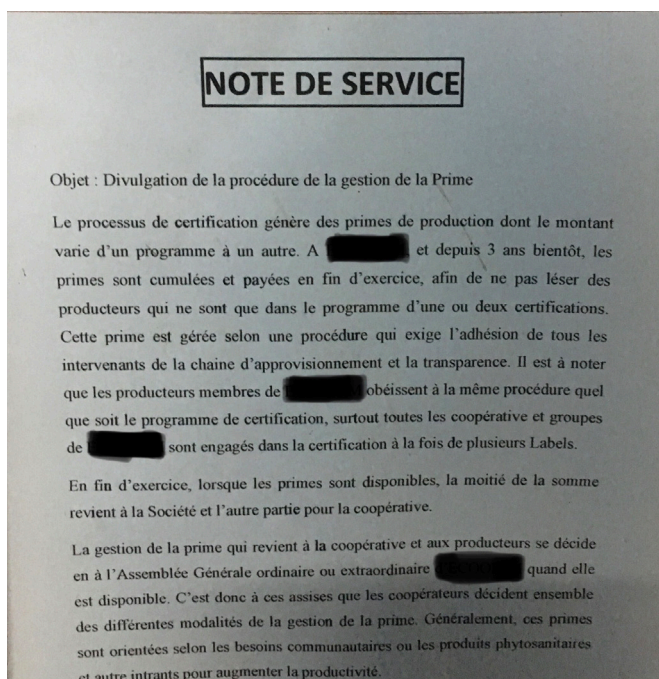 NOTE DE SERVICE
Objet : Divulgation de la procédure de la gestion de la Prime
Le processus de certification génère des primes de production dont le montant
varie d'un programme à un autre. A et depuis 3 ans bientôt, les
primes sont cumulées et payées en fin d'exercice, afin de ne pas léser des
producteurs qui ne sont que dans le programme d'une ou deux certifications.
Cette prime est gérée selon une procédure qui exige l'adhésion de tous les
intervenants de la chaine d'approvisionnement et la transparence. Il est à noter
que les producteurs membres de obéissent à la même procédure quel
que soit le programme de certification, surtout toutes les coopérative et groupes
de sont engagés dans la certification à la fois de plusieurs Labels.
En fin d'exercice, lorsque les primes sont disponibles, la moitié de la somme
revient à la Société et l'autre partie pour la coopérative.
La gestion de la prime qui revient à la coopérative et aux producteurs se décide
en à l'Assemblée Générale ordinaire ou extraordinaire quand elle
est disponible. C'est donc à ces assises que les coopérateurs décident ensemble
des différentes modalités de la gestion de la prime. Généralement, ces primes
sont orientées selon les besoins communautaires ou les produits phytosanitaires
et autre intrants pour augmenter la productivité.